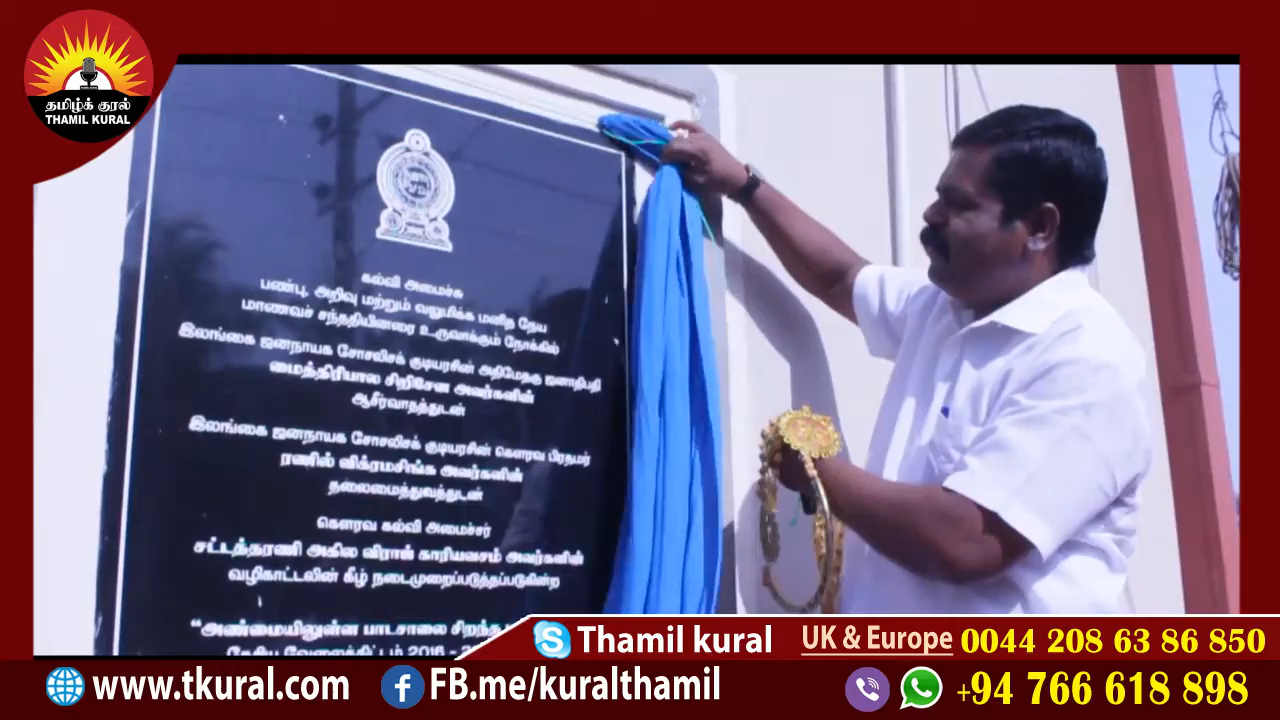 தமிழ்க் குரல்
THAMIL KURAL
கல்வி அமைச்சு
பண்பு, அறிவு மற்றும் வலுமிக்க மனித நேய
மாணவச் சந்ததியினரை உருவாக்கும் நோக்கில்
இலங்கை ஜனநாயக சோசலிசக் குடியரசின் அதிமேதகு ஜனாதிபதி
மைத்திரிபால சிறிசேன அவர்களின்
ஆசீர்வாதத்துடன்
இலங்கை ஜனநாயக சோசலிசக் குடியரசின் கௌரவ பிரதமர்
ரணில் விக்ரமசிங்க அவர்களின்
தலைமைத்துவத்துடன்
கௌரவ கல்வி அமைச்சர்
சட்டத்தரணி அகில விராஜ் காரியவசம் அவர்களின்
வழிகாட்டலின் கீழ் நடைமுறைப்படுத்தப்படுகின்ற
“அண்மையிலுள்ள பாடசாலை சிறந்த
தேசிய வேலைத்திட்டம் 2016 -
Thamil kural
UK & Europe 0044 208 63 86 850
www.tkural.com
FB.me/kuralthamil
+94 766 618 898